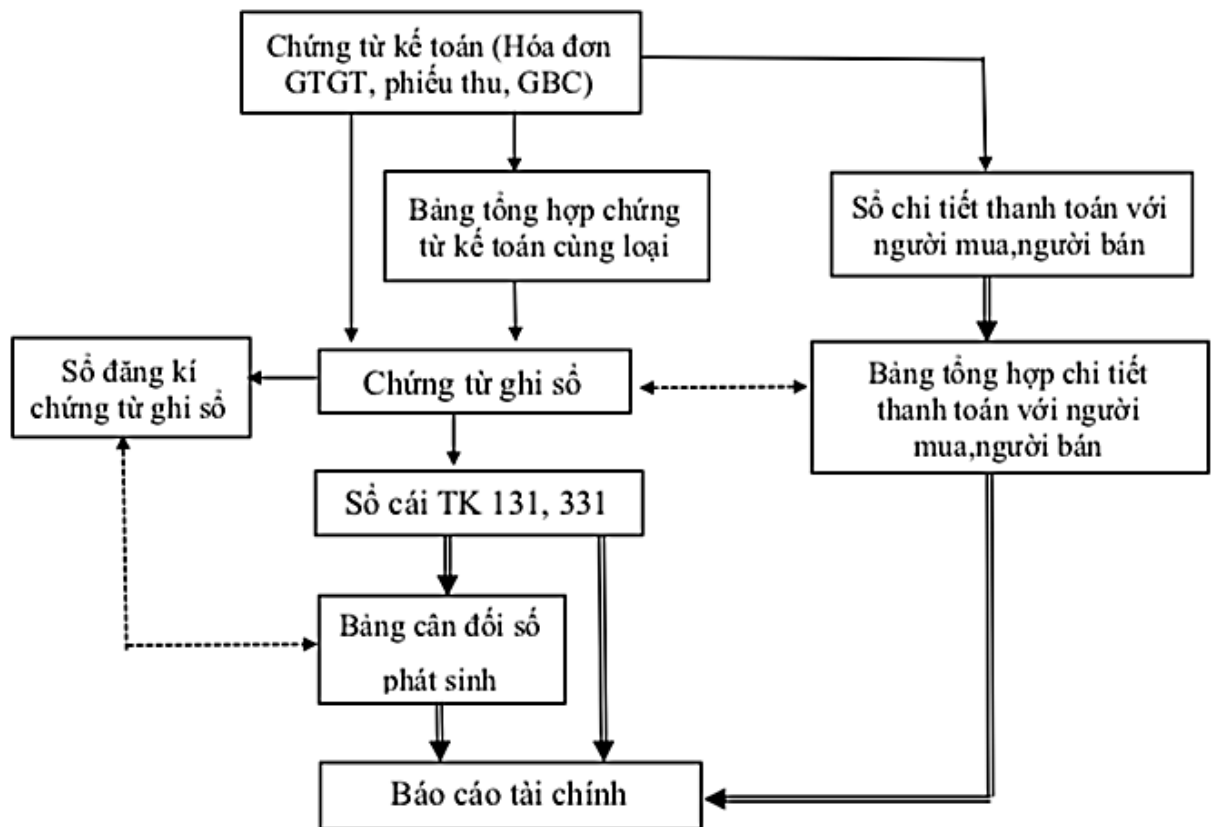 Chứng từ kế toán (Hóa đơn
GTGT, phiếu thu, GBC)
Bảng tổng hợp chứng
từ kế toán cùng loại
Sổ chi tiết thanh toán với
người mua,người bán
Sổ đăng kí
chứng từ ghi sổ
Chứng từ ghi sổ
Bảng tổng hợp chi tiết
thanh toán với người
mua,người bán
Sổ cái TK 131, 331
Bảng cân đối số
phát sinh
Báo cáo tài chính